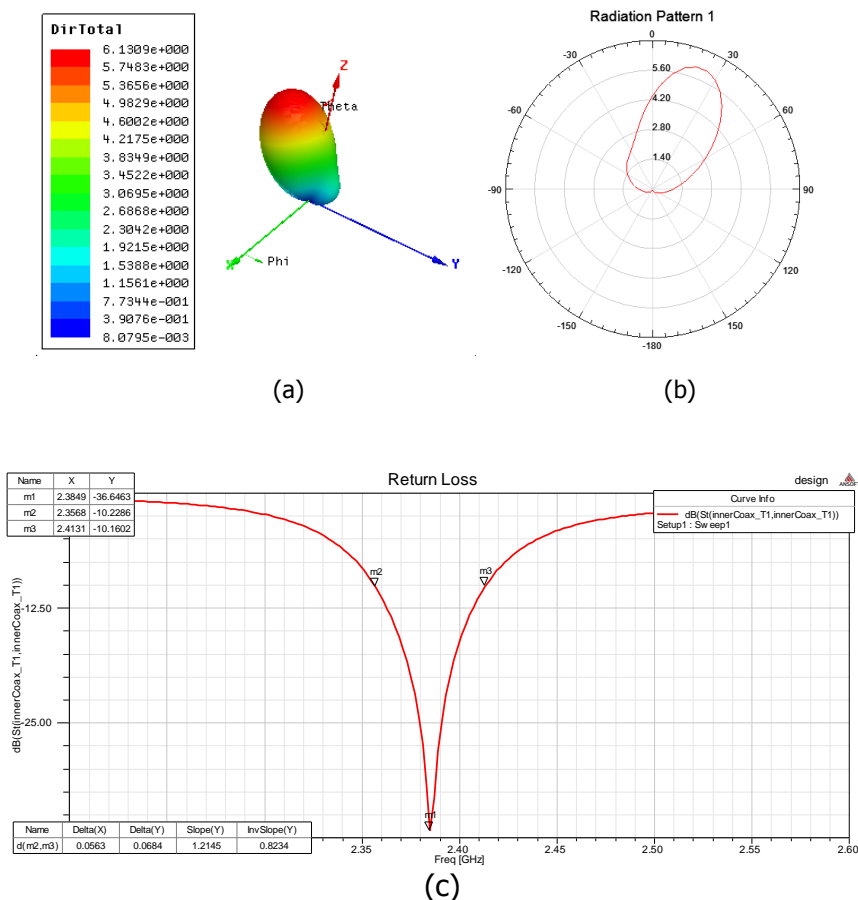 DirTotal
6.1309e+000
5.7483e+000
5.3656e+000
4.9829e+000
4.6002e+000
4.2175e+000
3.8349e+000
3.4522e+000
3.0695e+000
2.6868e+000
2.3042e+000
1.9215e+000
1.5388e+000
1.1561e+000
7.7344e-001
3.9076e-001
8.0795e-003
Z
Theta
X
Phi
Y
(a)
Radiation Pattern 1
0
-30
30
5.60
4.20
-60
60
2.80
1.40
-90
90
-120
120
-150
150
-180
(b)
Name X Y
m1 2.3849 -36.6463
m2 2.3568 -10.2286
m3 2.4131 -10.1602
Return Loss
design
Curve Info
dB(St(innerCoax_T1,innerCoax_T1))
Setup1 : Sweep1
m2
m3
m1
dB(St(innerCoax_T1,innerCoax_T1))
-12.50
-25.00
Name Delta(X) Delta(Y) Slope(Y) InvSlope(Y)
d(m2,m3) 0.0563 0.0684 1.2145 0.8234
2.35 2.40 2.45 2.50 2.55 2.60
Freq [GHz]
(c)